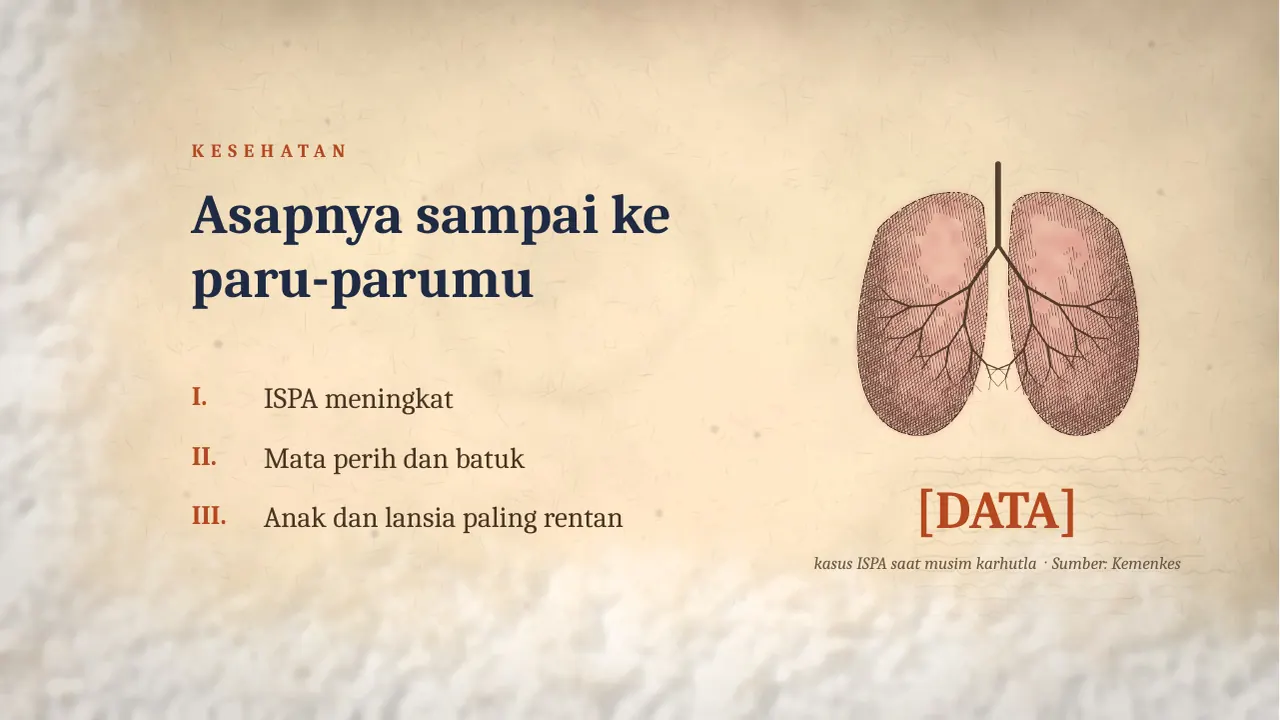 KESEHATAN
Asapnya sampai ke
paru-parumu
I. ISPA meningkat
II. Mata perih dan batuk
III. Anak dan lansia paling rentan
[DATA]
kasus ISPA saat musim karhutla · Sumber: Kemenkes